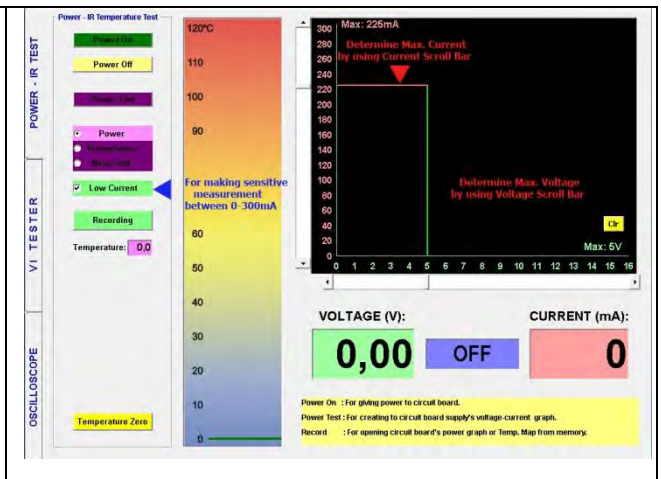 POWER - IR TEST
VI TESTER
OSCILLOSCOPE
Power - IR Temperature Test
Power On
Power Off
Power
Low Current
Recording
Temperature: 0,0
Temperature Zero
120°C
110
100
90
For making sensitive
measurement
between 0-300mA
60
50
40
30
20
10
0
Max: 225mA
300
280
260
240
220
200
180
160
140
120
100
80
60
40
20
0
Determine Max. Current
by using Current Scroll Bar
Determine Max. Voltage
by using Voltage Scroll Bar
Clr
Max: 5V
0 1 2 3 4 5 6 7 8 9 10 11 12 13 14 15 16
VOLTAGE (V):
0,00
OFF
CURRENT (mA):
0
Power On : For giving power to circuit board.
Power Test : For creating to circuit board supply's voltage-current graph.
Record : For opening circuit board's power graph or Temp. Map from memory.